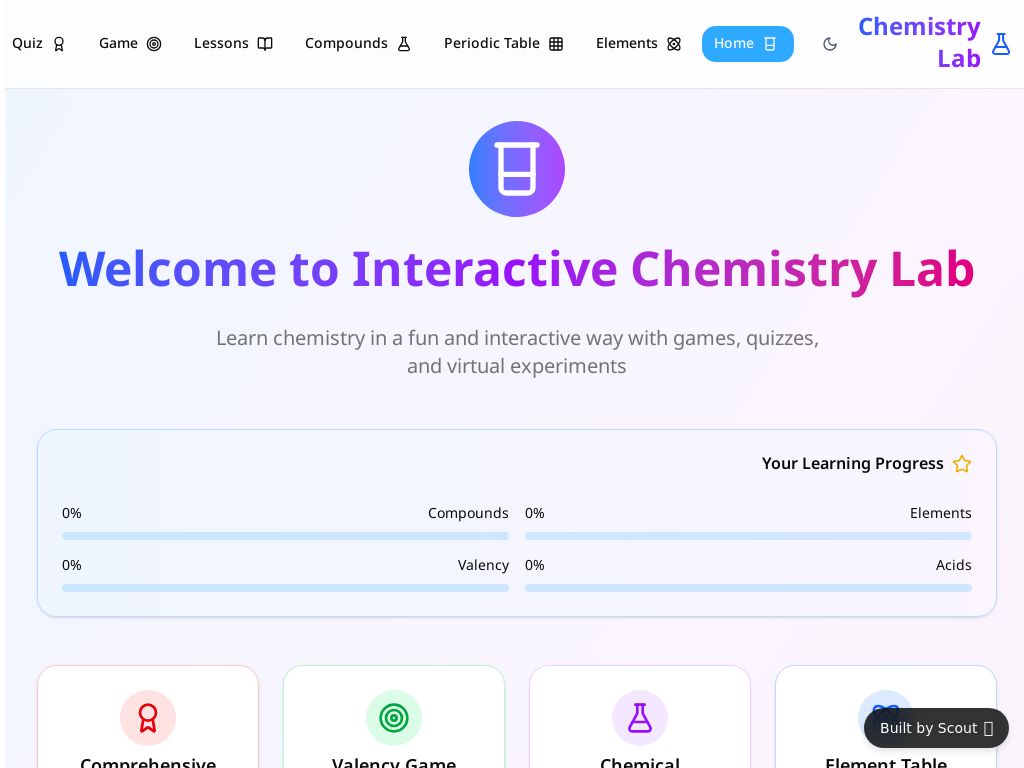 Quiz
Game
Lessons
Compounds
Periodic Table
Elements
Home
Chemistry
Lab
Welcome to Interactive Chemistry Lab
Learn chemistry in a fun and interactive way with games, quizzes,
and virtual experiments
Your Learning Progress
0% Compounds
0% Elements
0% Valency
0% Acids
Comprehensive
Valency Game
Chemical
Element Table
Built by Scout